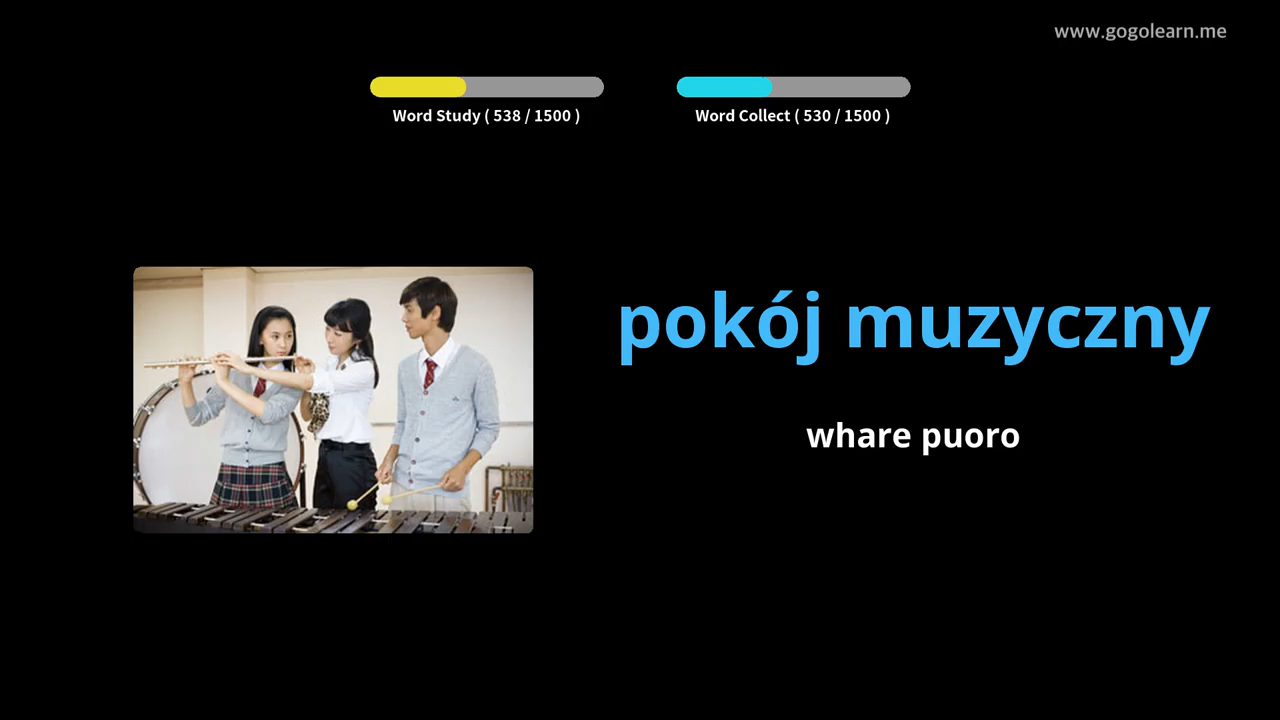 www.gogolearn.me
Word Study ( 538 / 1500 )
Word Collect ( 530 / 1500 )
pokój muzyczny
whare puoro